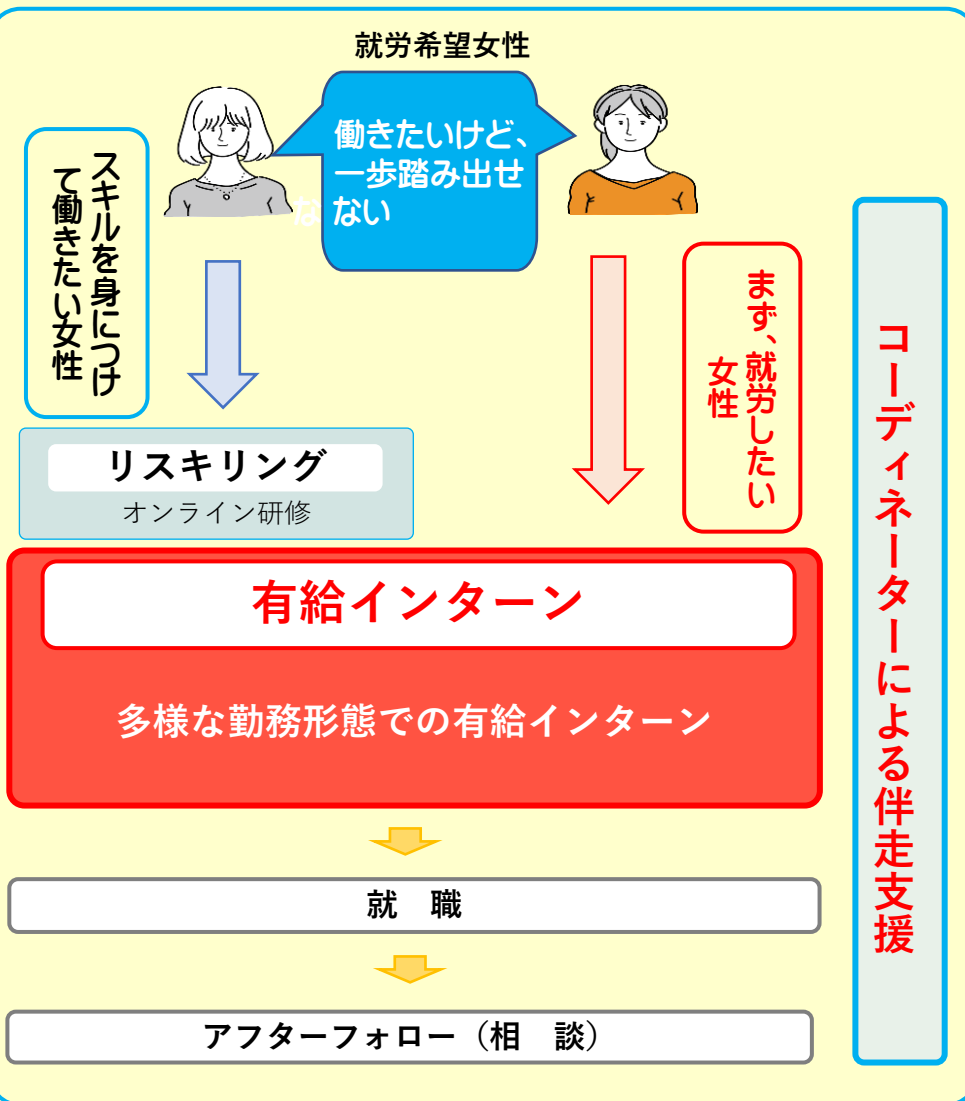 就労希望女性
働きたいけど、
一歩踏み出せ
な ない
スキルを身につけ
て働きたい女性
まず、就労したい
女性
コーディネーターによる伴走支援
リスキリング
オンライン研修
有給インターン
多様な勤務形態での有給インターン
就　職
アフターフォロー（相　談）